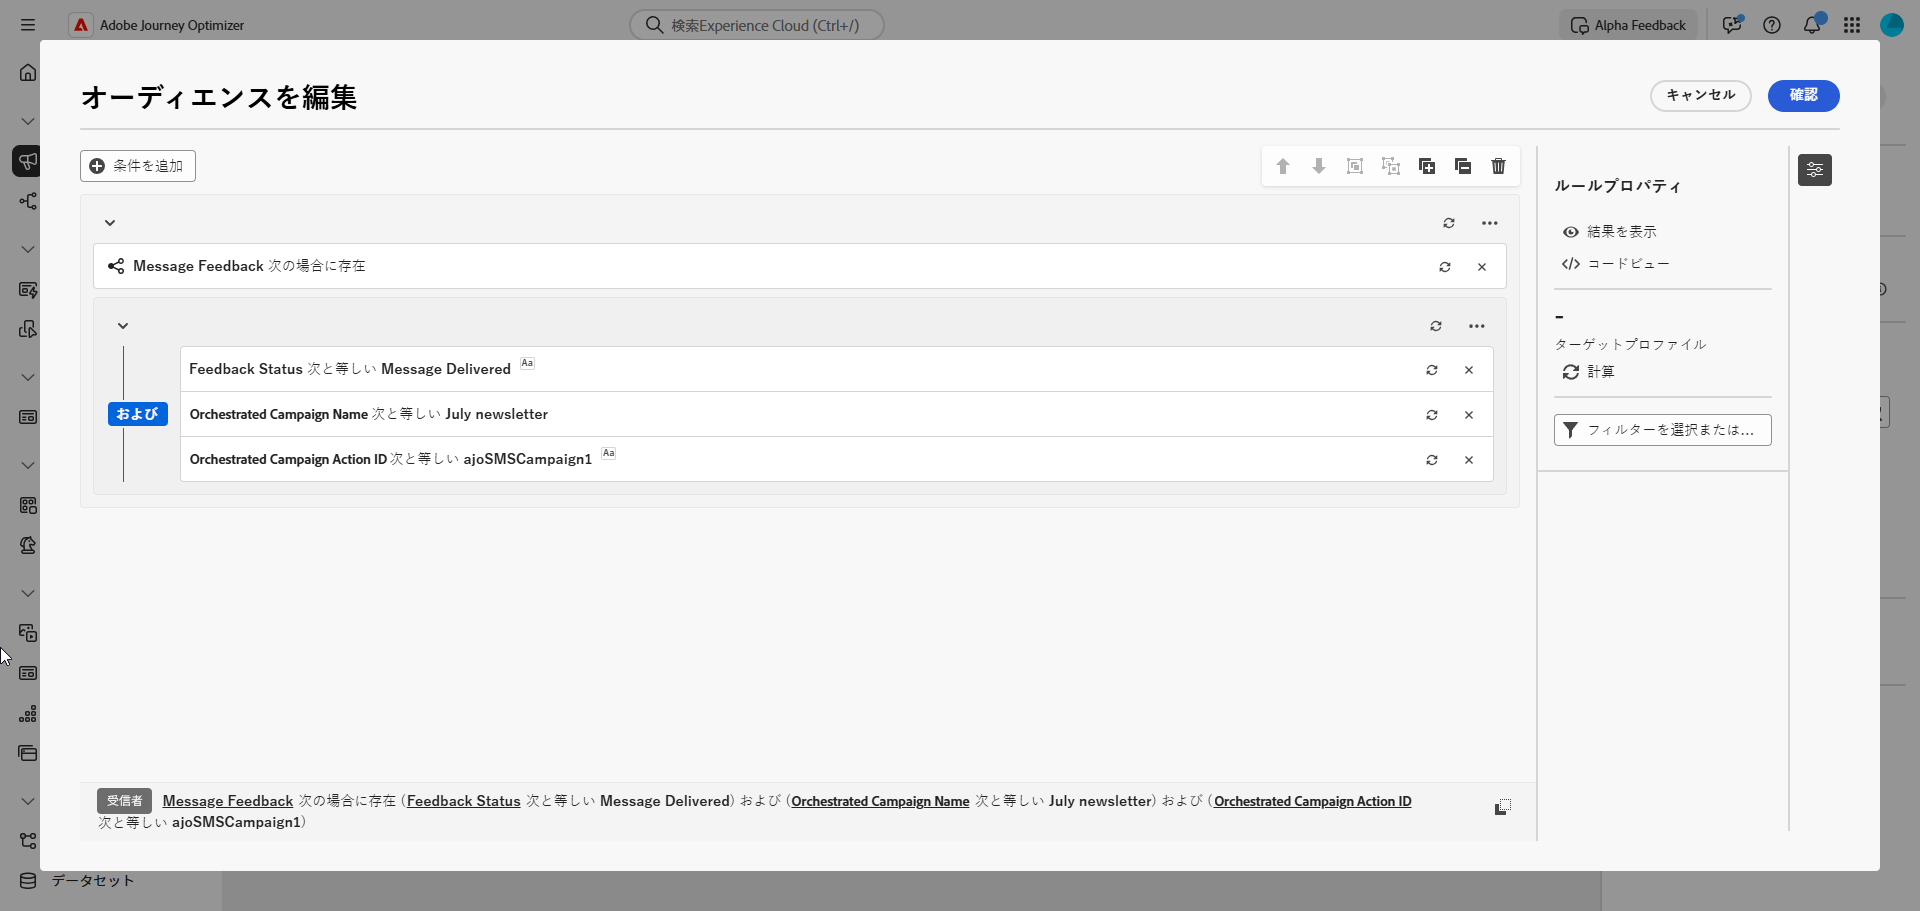 Adobe Journey Optimizer
検索Experience Cloud (Ctrl+/)
Alpha Feedback
オーディエンスを編集
キャンセル
確認
条件を追加
Message Feedback 次の場合に存在
Feedback Status 次と等しい Message Delivered Aa
および
Orchestrated Campaign Name 次と等しい July newsletter
Orchestrated Campaign Action ID 次と等しい ajoSMSCampaign1 Aa
ルールプロパティ
結果を表示
コードビュー
-
ターゲットプロファイル
計算
フィルターを選択または...
受信者 Message Feedback 次の場合に存在 (Feedback Status 次と等しい Message Delivered) および (Orchestrated Campaign Name 次と等しい July newsletter) および (Orchestrated Campaign Action ID
次と等しい ajoSMSCampaign1)
データセット